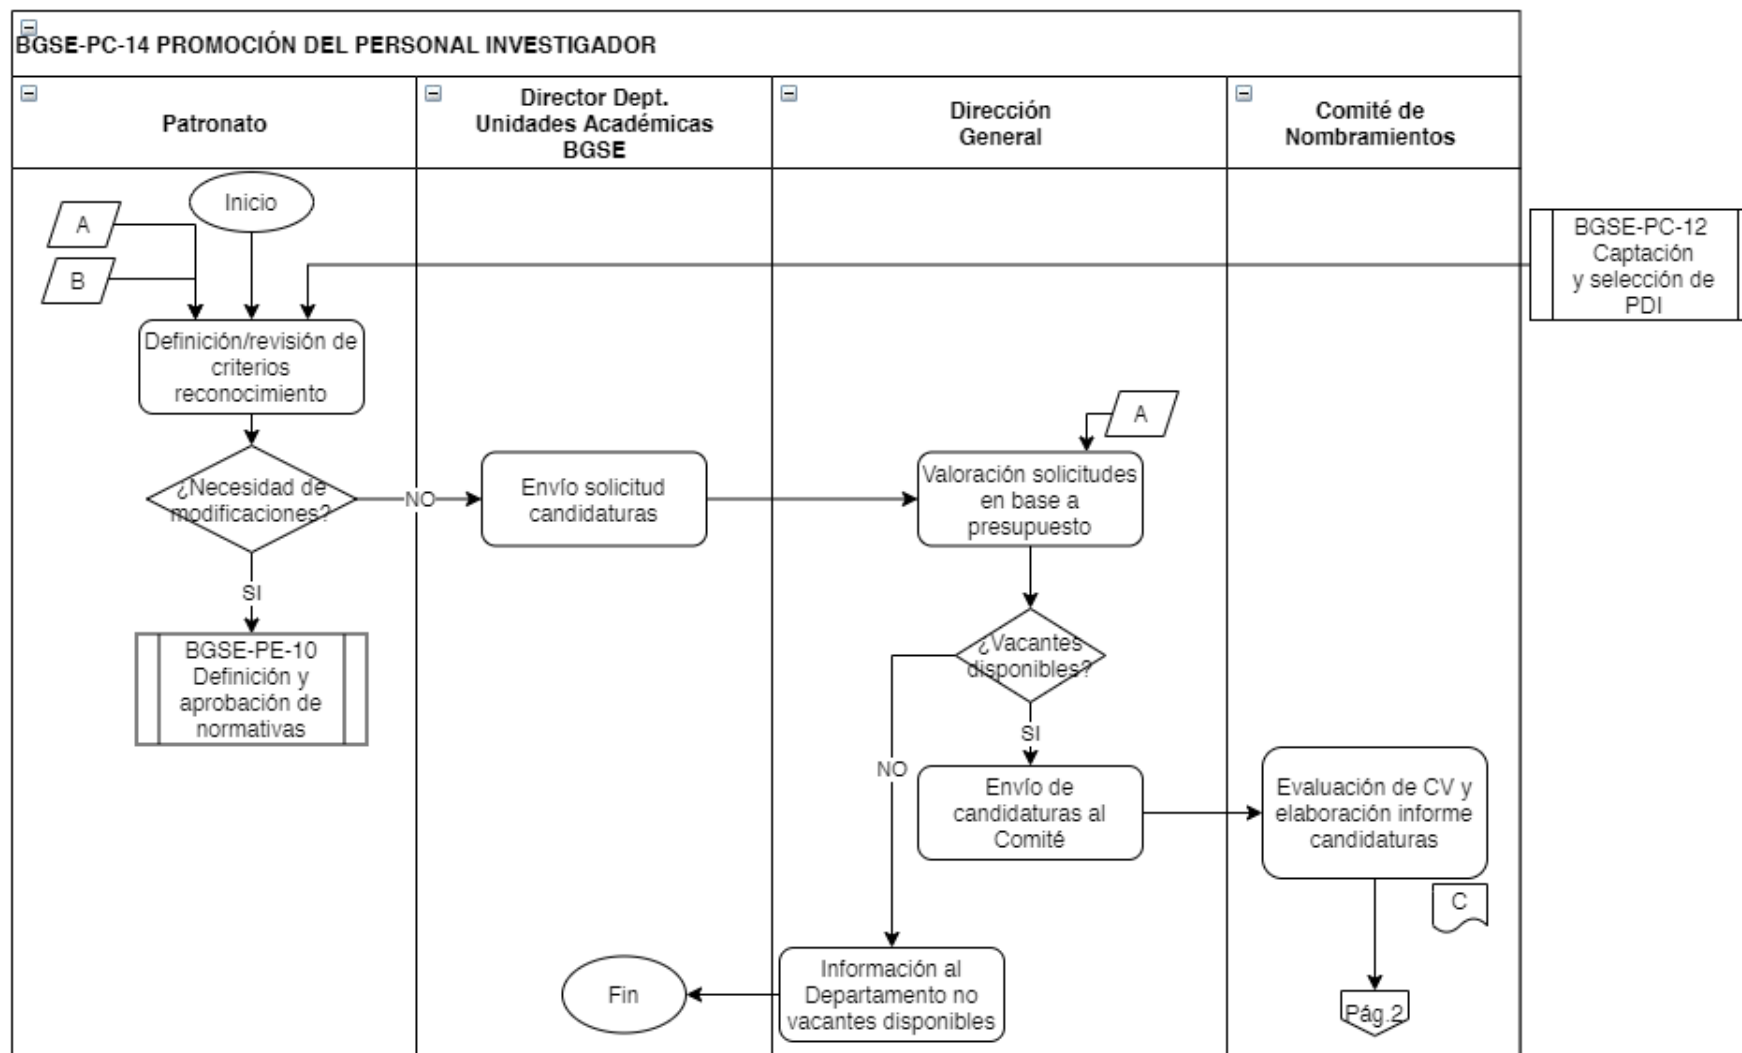 BGSE-PC-14 PROMOCIÓN DEL PERSONAL INVESTIGADOR
Patronato
Director Dept.
Unidades Académicas
BGSE
Dirección
General
Comité de
Nombramientos
Inicio
A
B
BGSE-PC-12
Captación
y selección de
PDI
Definición/revisión de
criterios
reconocimiento
A
¿Necesidad de
modificaciones?
NO
Envío solicitud
candidaturas
Valoración solicitudes
en base a
presupuesto
SI
BGSE-PE-10
Definición y
aprobación de
normativas
¿Vacantes
disponibles?
SI
NO
Envío de
candidaturas al
Comité
Evaluación de CV y
elaboración informe
candidaturas
C
Fin
Información al
Departamento no
vacantes disponibles
Pág.2